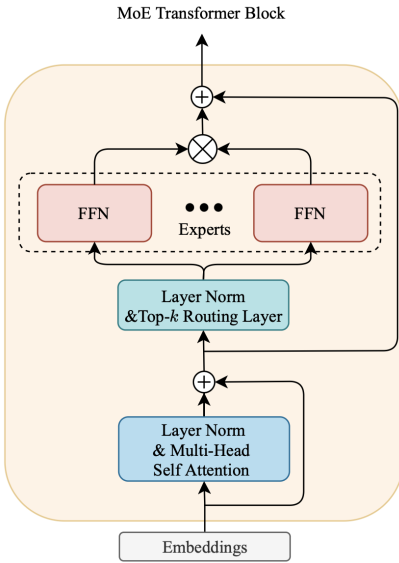 MoE Transformer Block
FFN
FFN
Experts
Layer Norm
&Top-k Routing Layer
Layer Norm
& Multi-Head
Self Attention
Embeddings